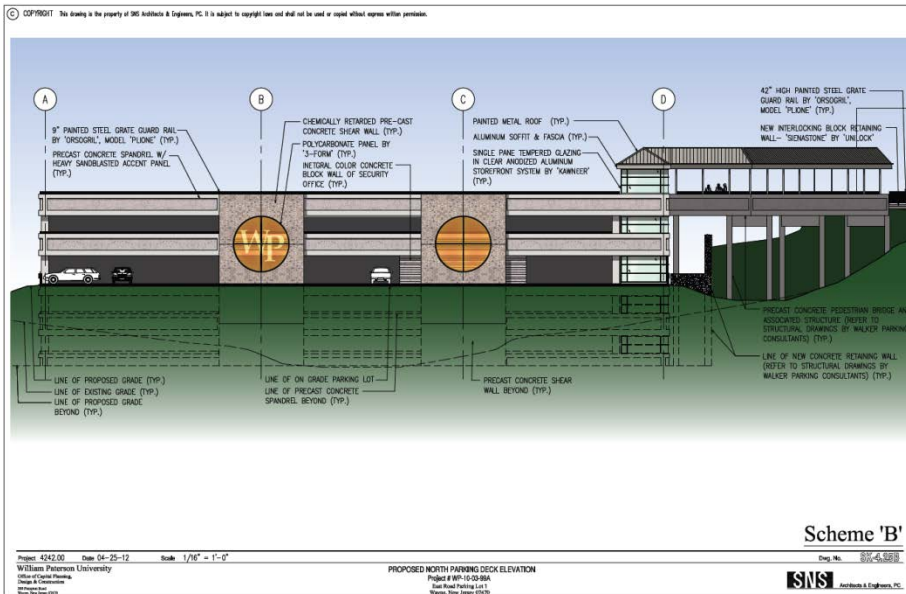 © COPYRIGHT This drawing is the property of SNS Architects & Engineers, PC. It is subject to copyright laws and shall not be used or copied without express written permission.
A
B
C
D
9" PAINTED STEEL GRATE GUARD RAIL
BY 'ORSOGRIL', MODEL 'PLIONE' (TYP.)
PRECAST CONCRETE SPANDREL W/
HEAVY SANDBLASTED ACCENT PANEL
(TYP.)
CHEMICALLY RETARDED PRE-CAST
CONCRETE SHEAR WALL (TYP.)
POLYCARBONATE PANEL BY
'3-FORM' (TYP.)
INETGRAL COLOR CONCRETE
BLOCK WALL OF SECURITY
OFFICE (TYP.)
PAINTED METAL ROOF (TYP.)
ALUMINUM SOFFIT & FASCIA (TYP.)
SINGLE PANE TEMPERED GLAZING
IN CLEAR ANODIZED ALUMINUM
STOREFRONT SYSTEM BY 'KAWNEER'
(TYP.)
42" HIGH PAINTED STEEL GRATE
GUARD RAIL BY 'ORSOGRIL',
MODEL 'PLIONE' (TYP.)
NEW INTERLOCKING BLOCK RETAINING
WALL- 'SIENASTONE' BY 'UNILOCK'
WP
LINE OF PROPOSED GRADE (TYP.)
LINE OF EXISTING GRADE (TYP.)
LINE OF PROPOSED GRADE
BEYOND (TYP.)
LINE OF ON GRADE PARKING LOT
LINE OF PRECAST CONCRETE
SPANDREL BEYOND (TYP.)
PRECAST CONCRETE SHEAR
WALL BEYOND (TYP.)
PRECAST CONCRETE PEDESTRIAN BRIDGE AN
ASSOCIATED STRUCTURE (REFER TO
STRUCTURAL DRAWINGS BY WALKER PARKING
CONSULTANTS) (TYP.)
LINE OF NEW CONCRETE RETAINING WALL
(REFER TO STRUCTURAL DRAWINGS BY
WALKER PARKING CONSULTANTS) (TYP.)
Scheme 'B'
Project 4242.00 Date 04-25-12 Scale 1/16" = 1'-0"
Dwg. No. SK-4.25B
William Paterson University
Office of Capital Planning,
Design & Construction
PROPOSED NORTH PARKING DECK ELEVATION
Project # WP-10-03-99A
East Road Parking Lot 1
Wayne, New Jersey 07470
SNS Architects & Engineers, PC